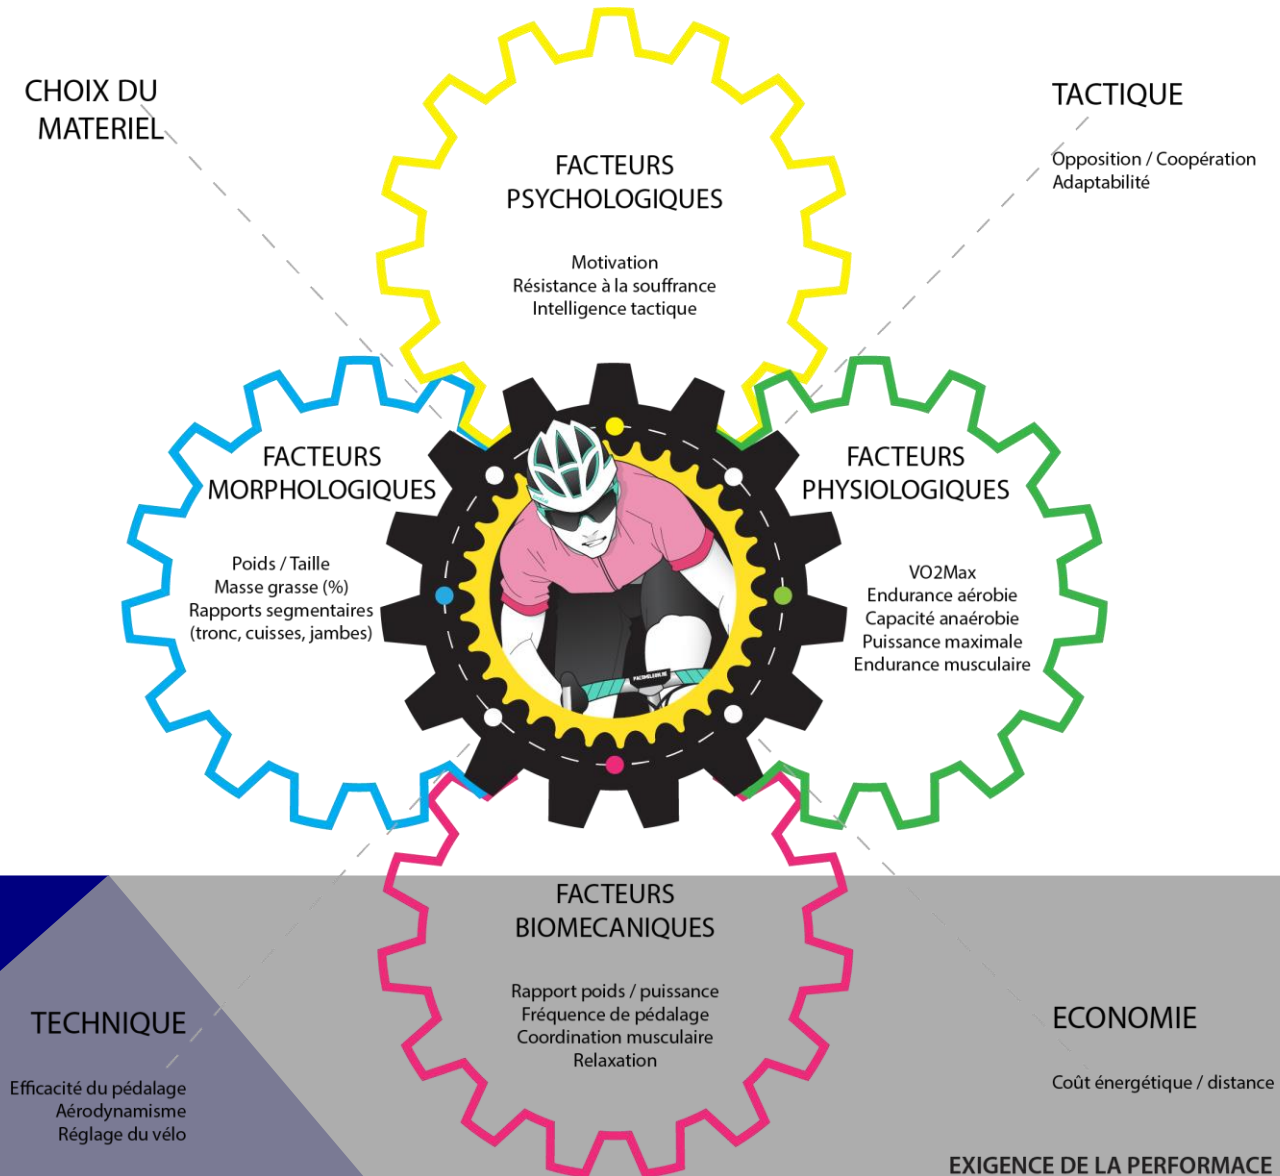 CHOIX DU
MATERIEL
TACTIQUE
Opposition / Coopération
Adaptabilité
FACTEURS
PSYCHOLOGIQUES
Motivation
Résistance à la souffrance
Intelligence tactique
FACTEURS
MORPHOLOGIQUES
Poids / Taille
Masse grasse (%)
Rapports segmentaires
(tronc, cuisses, jambes)
FACTEURS
PHYSIOLOGIQUES
VO2Max
Endurance aérobie
Capacité anaérobie
Puissance maximale
Endurance musculaire
FACTEURS
BIOMECANIQUES
Rapport poids / puissance
Fréquence de pédalage
Coordination musculaire
Relaxation
TECHNIQUE
Efficacité du pédalage
Aérodynamisme
Réglage du vélo
ECONOMIE
Coût énergétique / distance
EXIGENCE DE LA PERFORMACE